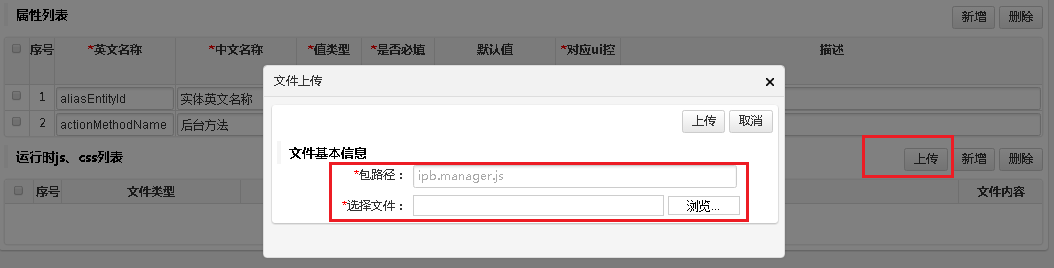 属性列表 新增 删除
序号 *英文名称 *中文名称 *值类型 *是否必填 默认值 *对应ui控 描述
文件上传 ×
1 aliasEntityId 实体英文名称
上传 取消
2 actionMethodName 后台方法
文件基本信息
运行时js、css列表 上传 新增 删除
*包路径： ipb.manager.js
序号 文件类型 文件内容
*选择文件： 浏览...